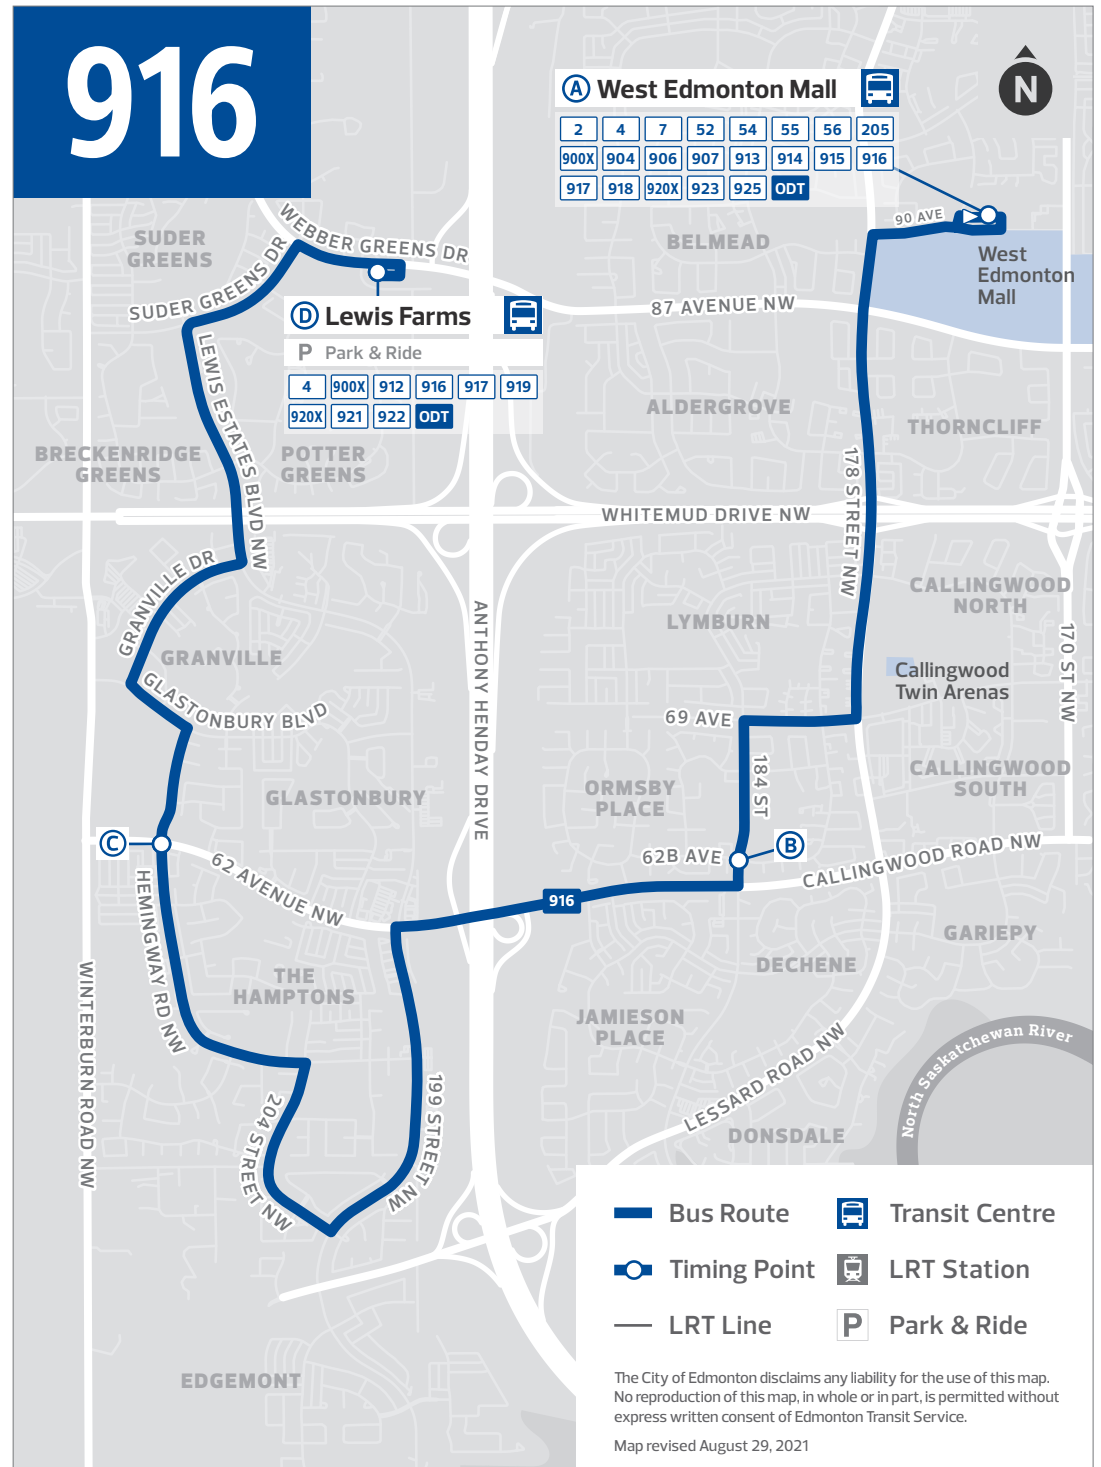 916
A West Edmonton Mall
2 4 7 52 54 55 56 205
900X 904 906 907 913 914 915 916
917 918 920X 923 925 ODT
N
90 AVE
West
Edmonton
Mall
SUDER
GREENS
WEBBER GREENS DR
BELMEAD
SUDER GREENS DR
87 AVENUE NW
D Lewis Farms
P Park & Ride
4 900X 912 916 917 919
920X 921 922 ODT
LEWIS ESTATES BLVD NW
ALDERGROVE
THORNCLIFF
BRECKENRIDGE
GREENS
POTTER
GREENS
178 STREET NW
WHITEMUD DRIVE NW
GRANVILLE DR
CALLINGWOOD
NORTH
LYMBURN
ANTHONY HENDAY DRIVE
170 ST NW
GRANVILLE
Callingwood
Twin Arenas
GLASTONBURY BLVD
69 AVE
184 ST
ORMSBY
PLACE
CALLINGWOOD
SOUTH
GLASTONBURY
C
B
62B AVE
CALLINGWOOD ROAD NW
62 AVENUE NW
916
HEMINGWAY RD NW
GARIEPY
DECHENE
THE
HAMPTONS
WINTERBURN ROAD NW
JAMIESON
PLACE
North Saskatchewan River
LESSARD ROAD NW
199 STREET NW
204 STREET NW
DONSDALE
EDGEMONT
Bus Route
Transit Centre
Timing Point
LRT Station
LRT Line
P Park & Ride
The City of Edmonton disclaims any liability for the use of this map.
No reproduction of this map, in whole or in part, is permitted without
express written consent of Edmonton Transit Service.
Map revised August 29, 2021